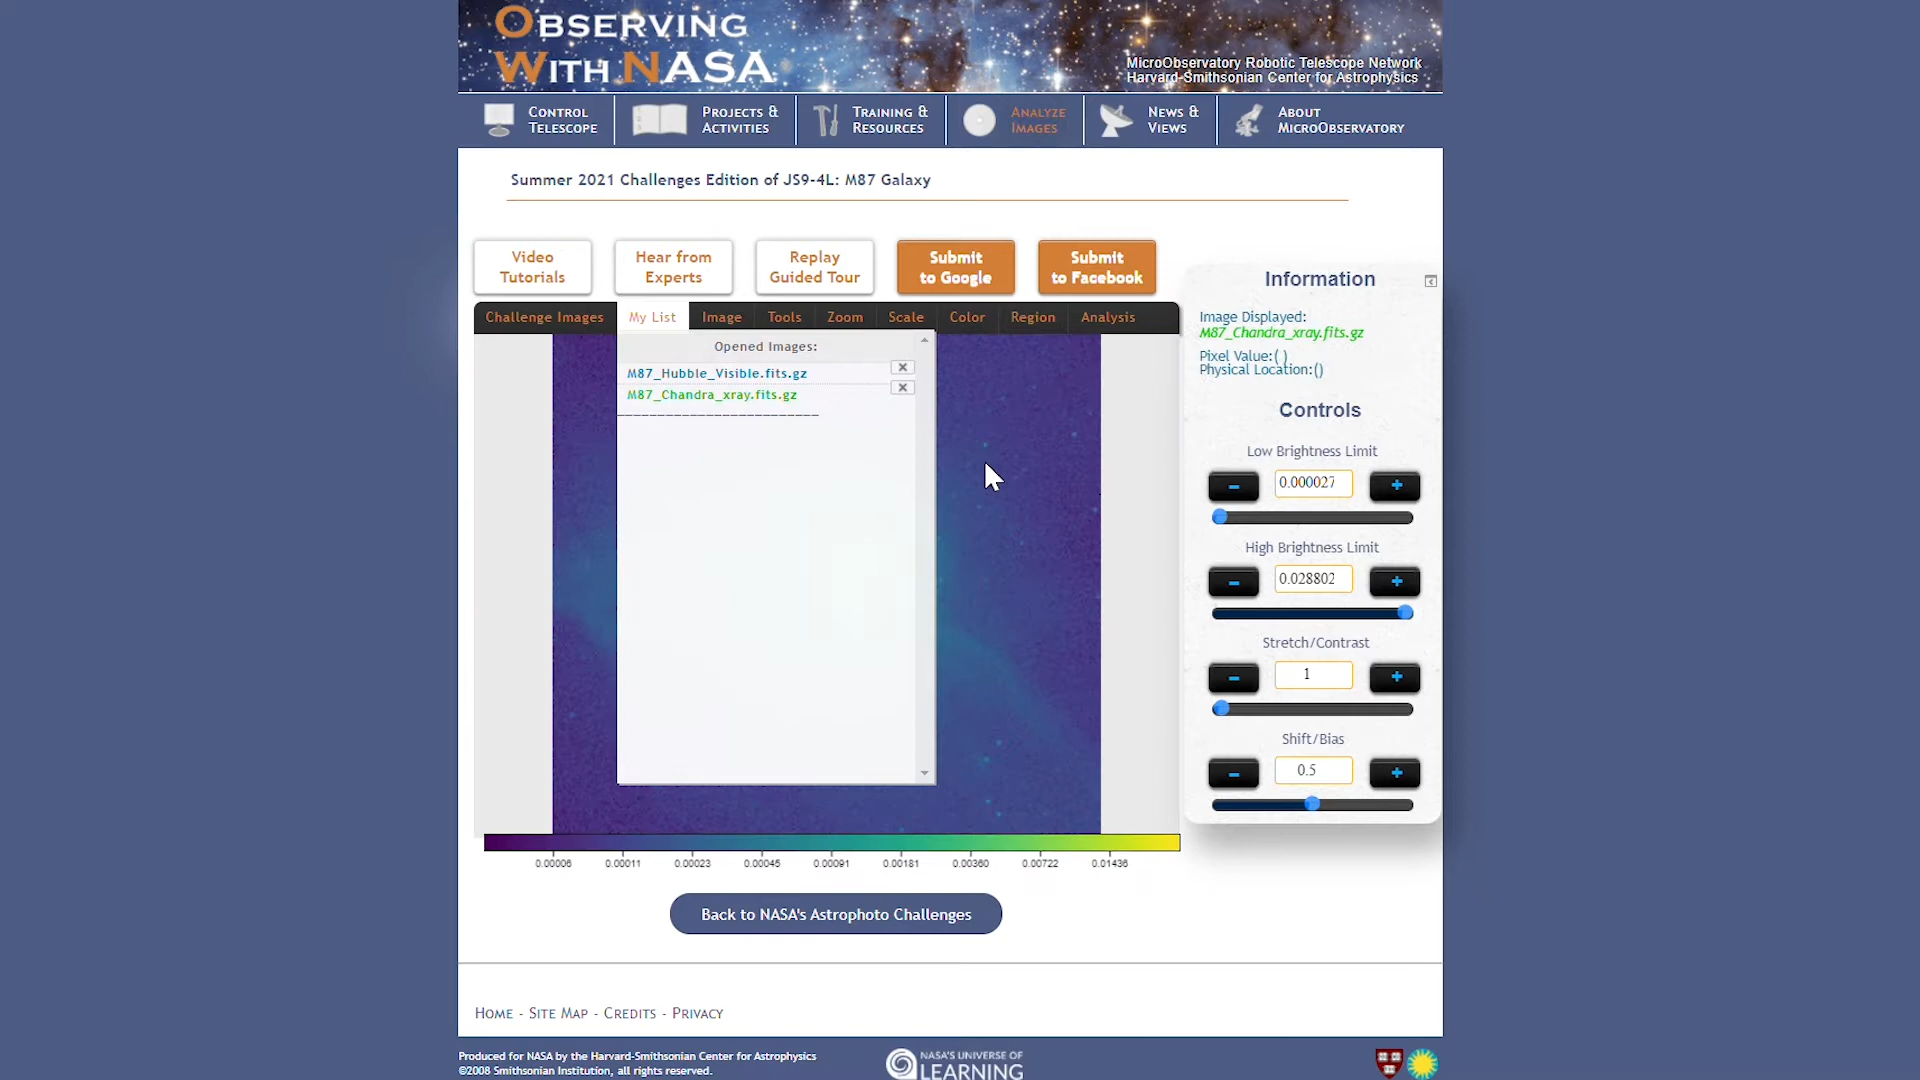 OBSERVING
WITH NASA
MicroObservatory Robotic Telescope Network
Harvard-Smithsonian Center for Astrophysics
CONTROL
TELESCOPE
PROJECTS &
ACTIVITIES
TRAINING &
RESOURCES
ANALYZE
IMAGES
NEWS &
VIEWS
ABOUT
MICROOBSERVATORY
Summer 2021 Challenges Edition of JS9-4L: M87 Galaxy
Video
Tutorials
Hear from
Experts
Replay
Guided Tour
Submit
to Google
Submit
to Facebook
Challenge Images My List Image Tools Zoom Scale Color Region Analysis
Opened Images:
M87_Hubble_Visible.fits.gz
M87_Chandra_xray.fits.gz
Information
Image Displayed:
M87_Chandra_xray.fits.gz
Pixel Value:( )
Physical Location:()
Controls
Low Brightness Limit
- 0.000027 +
High Brightness Limit
- 0.028802 +
Stretch/Contrast
- 1 +
Shift/Bias
- 0.5 +
0.00006 0.00011 0.00023 0.00045 0.00091 0.00181 0.00360 0.00722 0.01436
Back to NASA's Astrophoto Challenges
HOME - SITE MAP - CREDITS - PRIVACY
Produced for NASA by the Harvard-Smithsonian Center for Astrophysics
©2008 Smithsonian Institution, all rights reserved.
NASA'S UNIVERSE OF
LEARNING